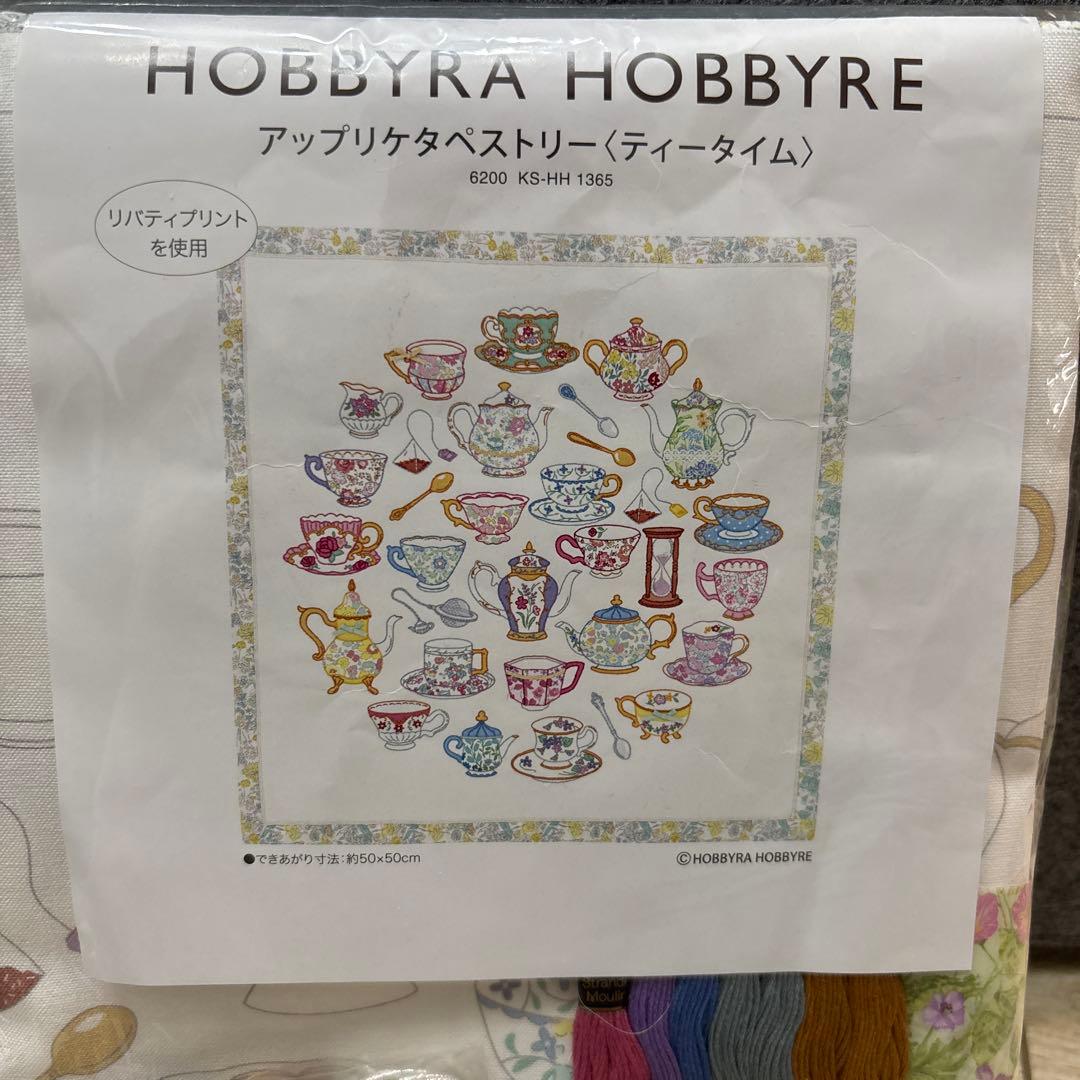 HOBBYRA HOBBYRE
アップリケタペストリー〈ティータイム〉
6200 KS-HH 1365
リバティプリント
を使用
●できあがり寸法：約50×50cm
©HOBBYRA HOBBYRE
Strand
Moulin